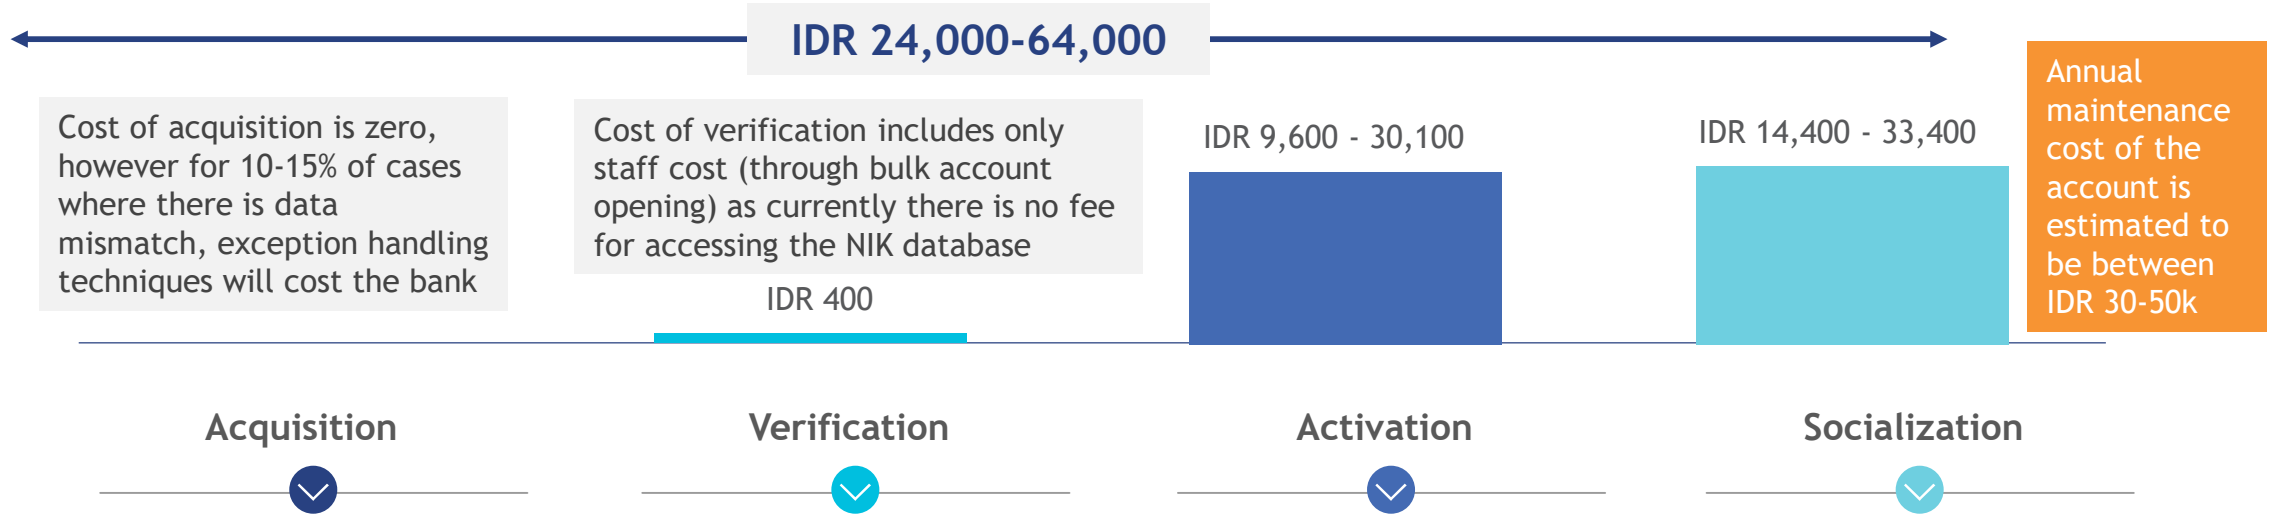 IDR 24,000-64,000
Cost of acquisition is zero,
however for 10-15% of cases
where there is data
mismatch, exception handling
techniques will cost the bank
Cost of verification includes only
staff cost (through bulk account
opening) as currently there is no fee
for accessing the NIK database
IDR 400
IDR 9,600 - 30,100
IDR 14,400 - 33,400
Annual
maintenance
cost of the
account is
estimated to
be between
IDR 30-50k
Acquisition
Verification
Activation
Socialization